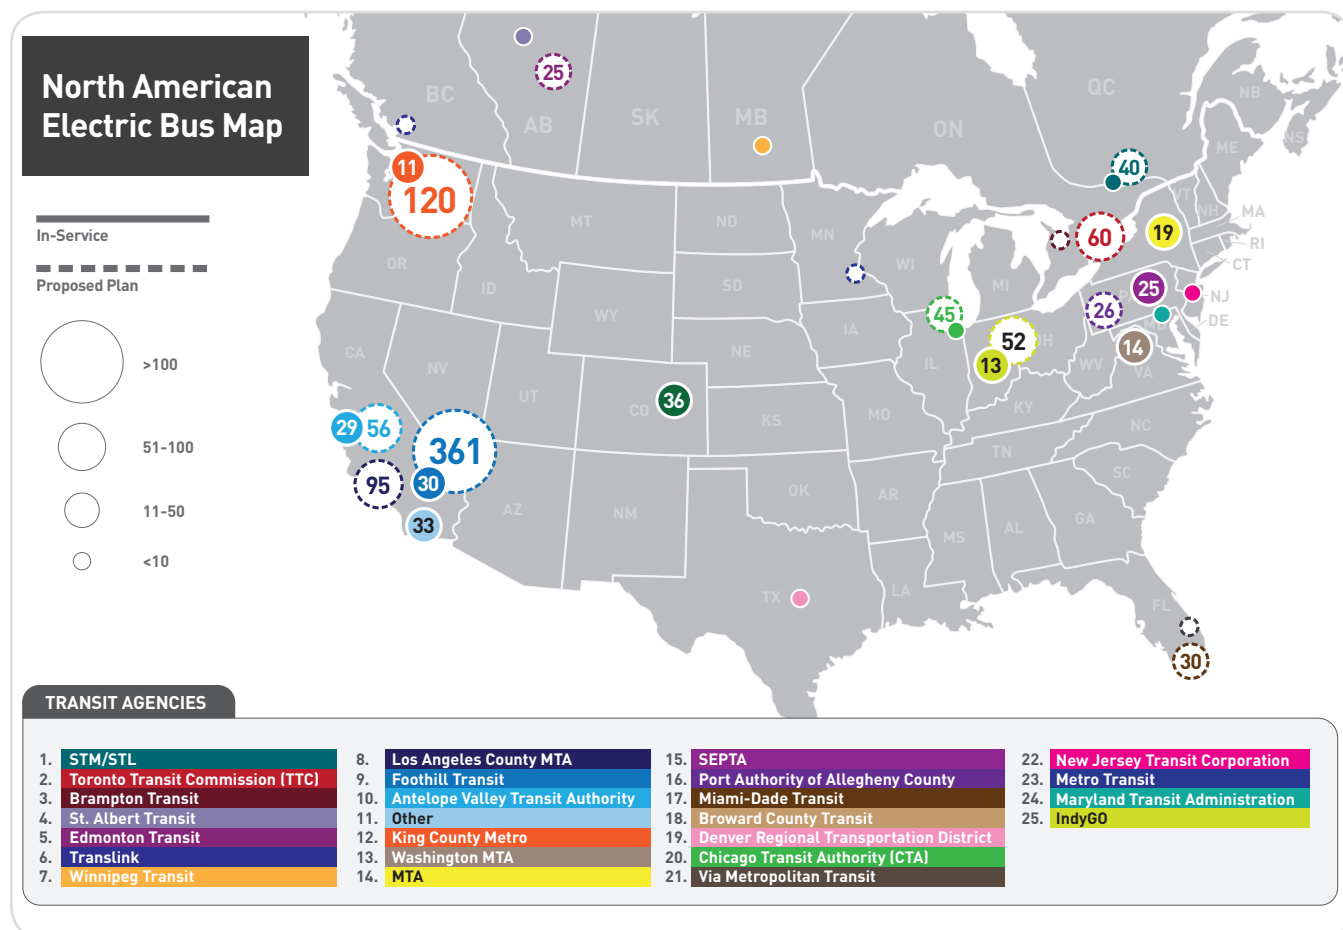 North American
Electric Bus Map
In-Service
Proposed Plan
>100
51-100
11-50
<10
BC
AB
SK
MB
ON
QC
NB
NS
ME
VT
NH
MA
RI
CT
NJ
DE
MD
PA
OR
ID
MT
ND
MN
WI
MI
SD
WY
IA
NE
CA
NV
UT
CO
KS
MO
IL
OH
KY
WV
VA
NC
TN
SC
OK
AR
AZ
NM
MS
AL
GA
TX
LA
FL
25
11
120
40
60
19
25
26
14
45
52
13
36
29
56
361
30
95
33
30
TRANSIT AGENCIES
1. STM/STL
2. Toronto Transit Commission (TTC)
3. Brampton Transit
4. St. Albert Transit
5. Edmonton Transit
6. Translink
7. Winnipeg Transit
8. Los Angeles County MTA
9. Foothill Transit
10. Antelope Valley Transit Authority
11. Other
12. King County Metro
13. Washington MTA
14. MTA
15. SEPTA
16. Port Authority of Allegheny County
17. Miami-Dade Transit
18. Broward County Transit
19. Denver Regional Transportation District
20. Chicago Transit Authority (CTA)
21. Via Metropolitan Transit
22. New Jersey Transit Corporation
23. Metro Transit
24. Maryland Transit Administration
25. IndyGO